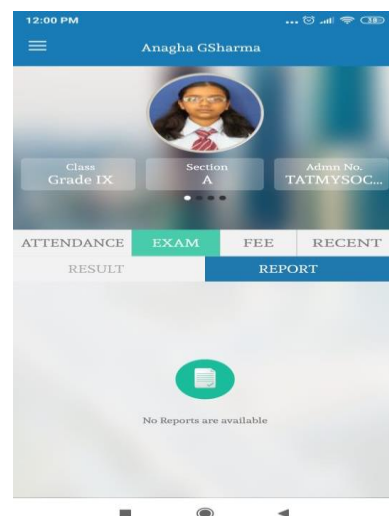 12:00 PM
38
Anagha GSharma
Class Section Admn No.
Grade IX A TATMYSOC...
ATTENDANCE EXAM FEE RECENT
RESULT REPORT
No Reports are available